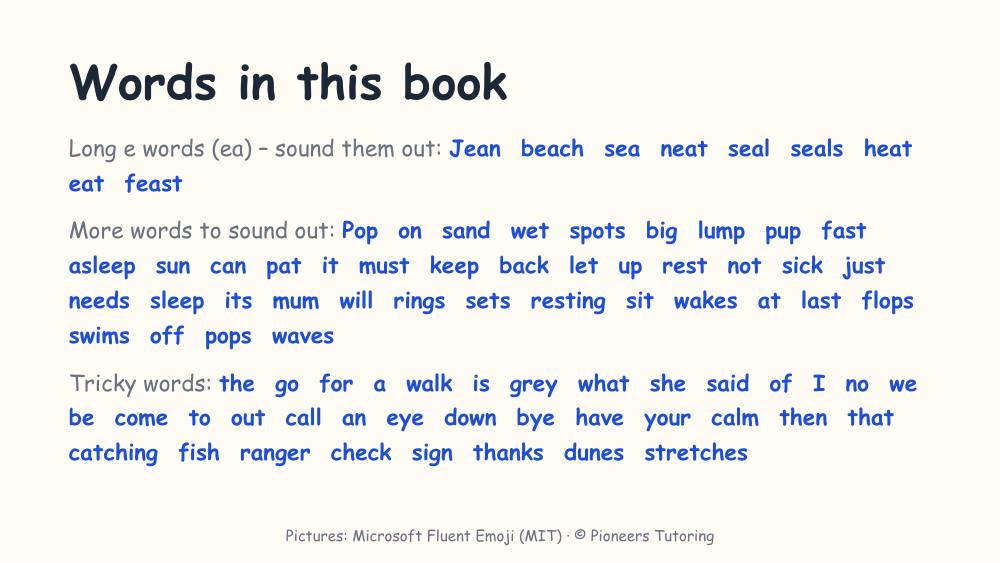 Words in this book
Long e words (ea) – sound them out: Jean beach sea neat seal seals heat
eat feast
More words to sound out: Pop on sand wet spots big lump pup fast
asleep sun can pat it must keep back let up rest not sick just
needs sleep its mum will rings sets resting sit wakes at last flops
swims off pops waves
Tricky words: the go for a walk is grey what she said of I no we
be come to out call an eye down bye have your calm then that
catching fish ranger check sign thanks dunes stretches
Pictures: Microsoft Fluent Emoji (MIT) · © Pioneers Tutoring